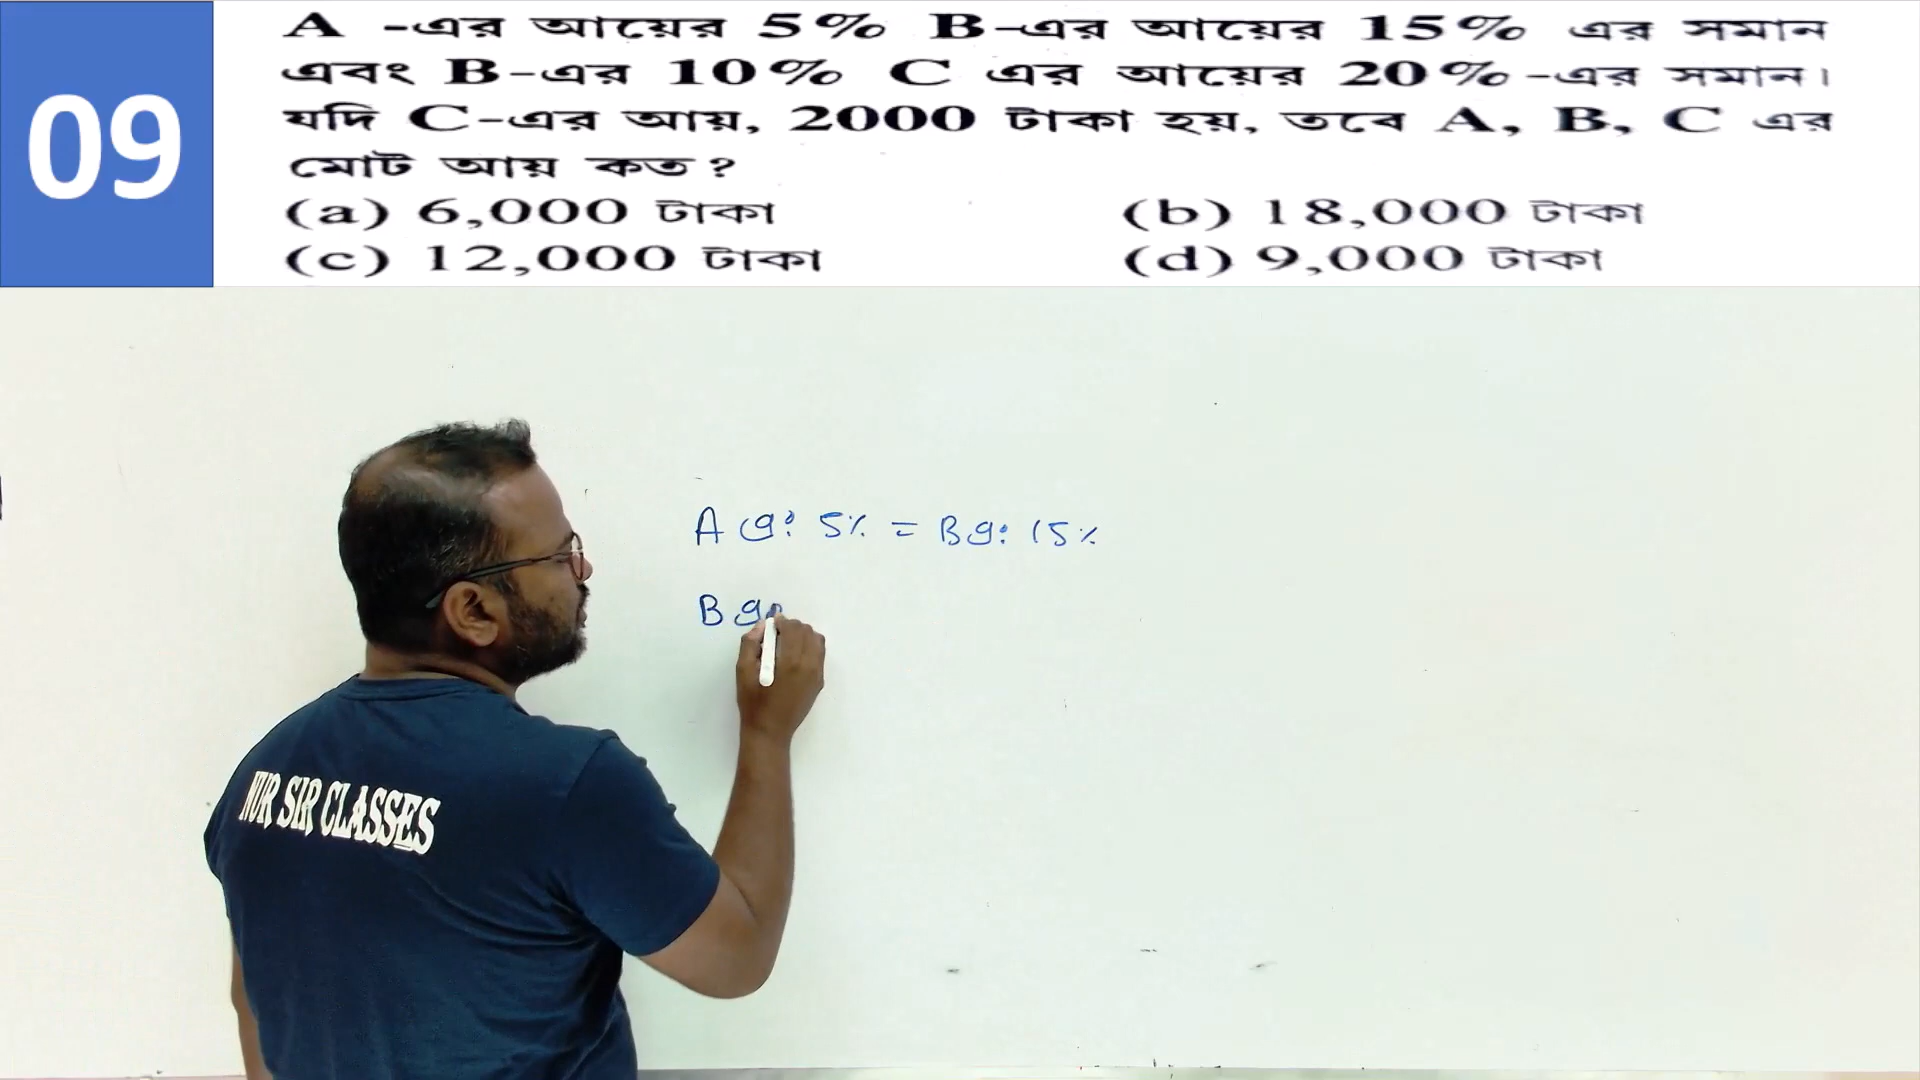 09
A -এর আয়ের 5% B-এর আয়ের 15% এর সমান
এবং B-এর 10% C এর আয়ের 20%-এর সমান।
যদি C-এর আয়, 2000 টাকা হয়, তবে A, B, C এর
মোট আয় কত?
(a) 6,000 টাকা (b) 18,000 টাকা
(c) 12,000 টাকা (d) 9,000 টাকা
A এঃ 5% = B এঃ 15%
B এ
NUR SIR CLASSES